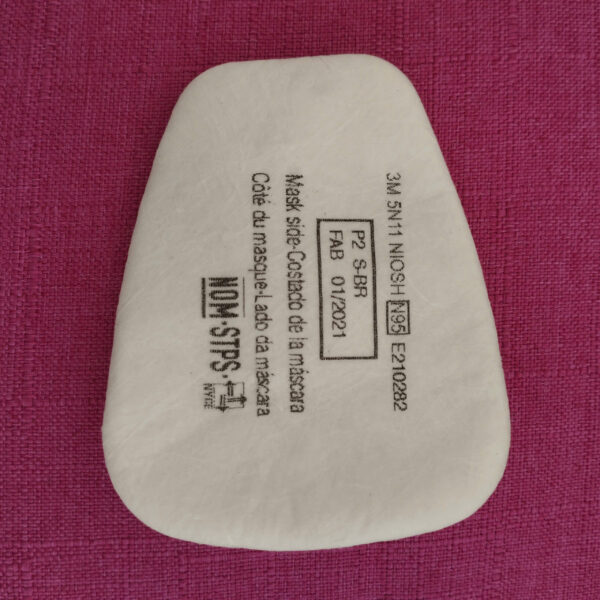 3M 5N11 NIOSH N95 E210282
P2 S-BR
FAB 01/2021
Mask side-Costado de la máscara
Côté du masque-Lado da máscara
NOM-STPS.
NYCE